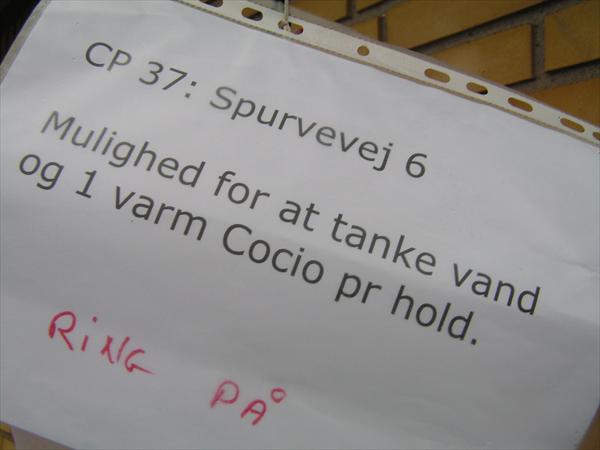 CP 37: Spurvevej 6
Mulighed for at tanke vand
og 1 varm Cocio pr hold.
RiNG PÅ